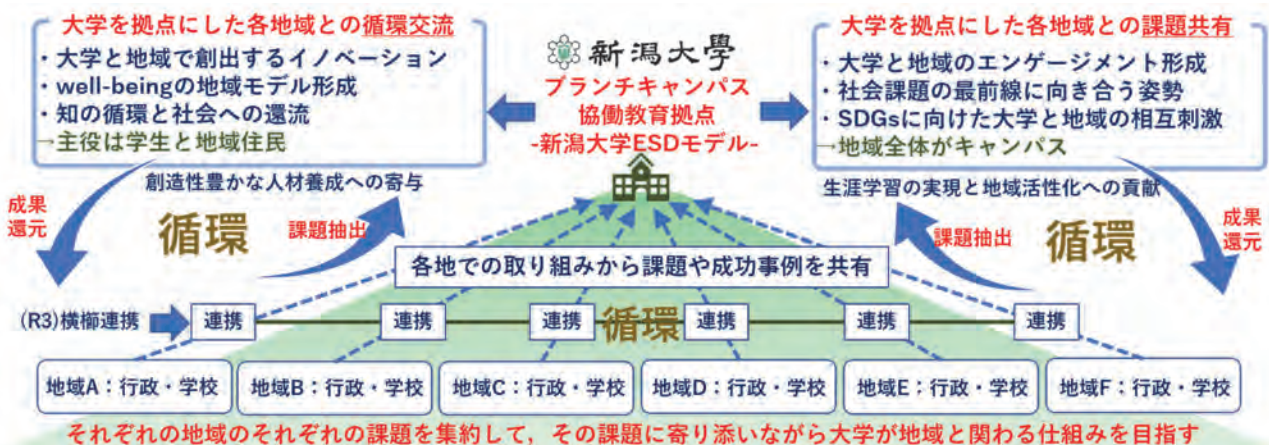 大学を拠点にした各地域との循環交流
・大学と地域で創出するイノベーション
・well-beingの地域モデル形成
・知の循環と社会への還流
→主役は学生と地域住民
新潟大學
ブランチキャンパス
協働教育拠点
-新潟大学ESDモデル-
大学を拠点にした各地域との課題共有
・大学と地域のエンゲージメント形成
・社会課題の最前線に向き合う姿勢
・SDGsに向けた大学と地域の相互刺激
→地域全体がキャンパス
創造性豊かな人材養成への寄与
生涯学習の実現と地域活性化への貢献
成果
還元
循環
課題抽出
課題抽出
循環
成果
還元
各地での取り組みから課題や成功事例を共有
(R3)横櫛連携
連携
連携
連携
循環
連携
連携
連携
地域A：行政・学校
地域B：行政・学校
地域C：行政・学校
地域D：行政・学校
地域E：行政・学校
地域F：行政・学校
それぞれの地域のそれぞれの課題を集約して，その課題に寄り添いながら大学が地域と関わる仕組みを目指す